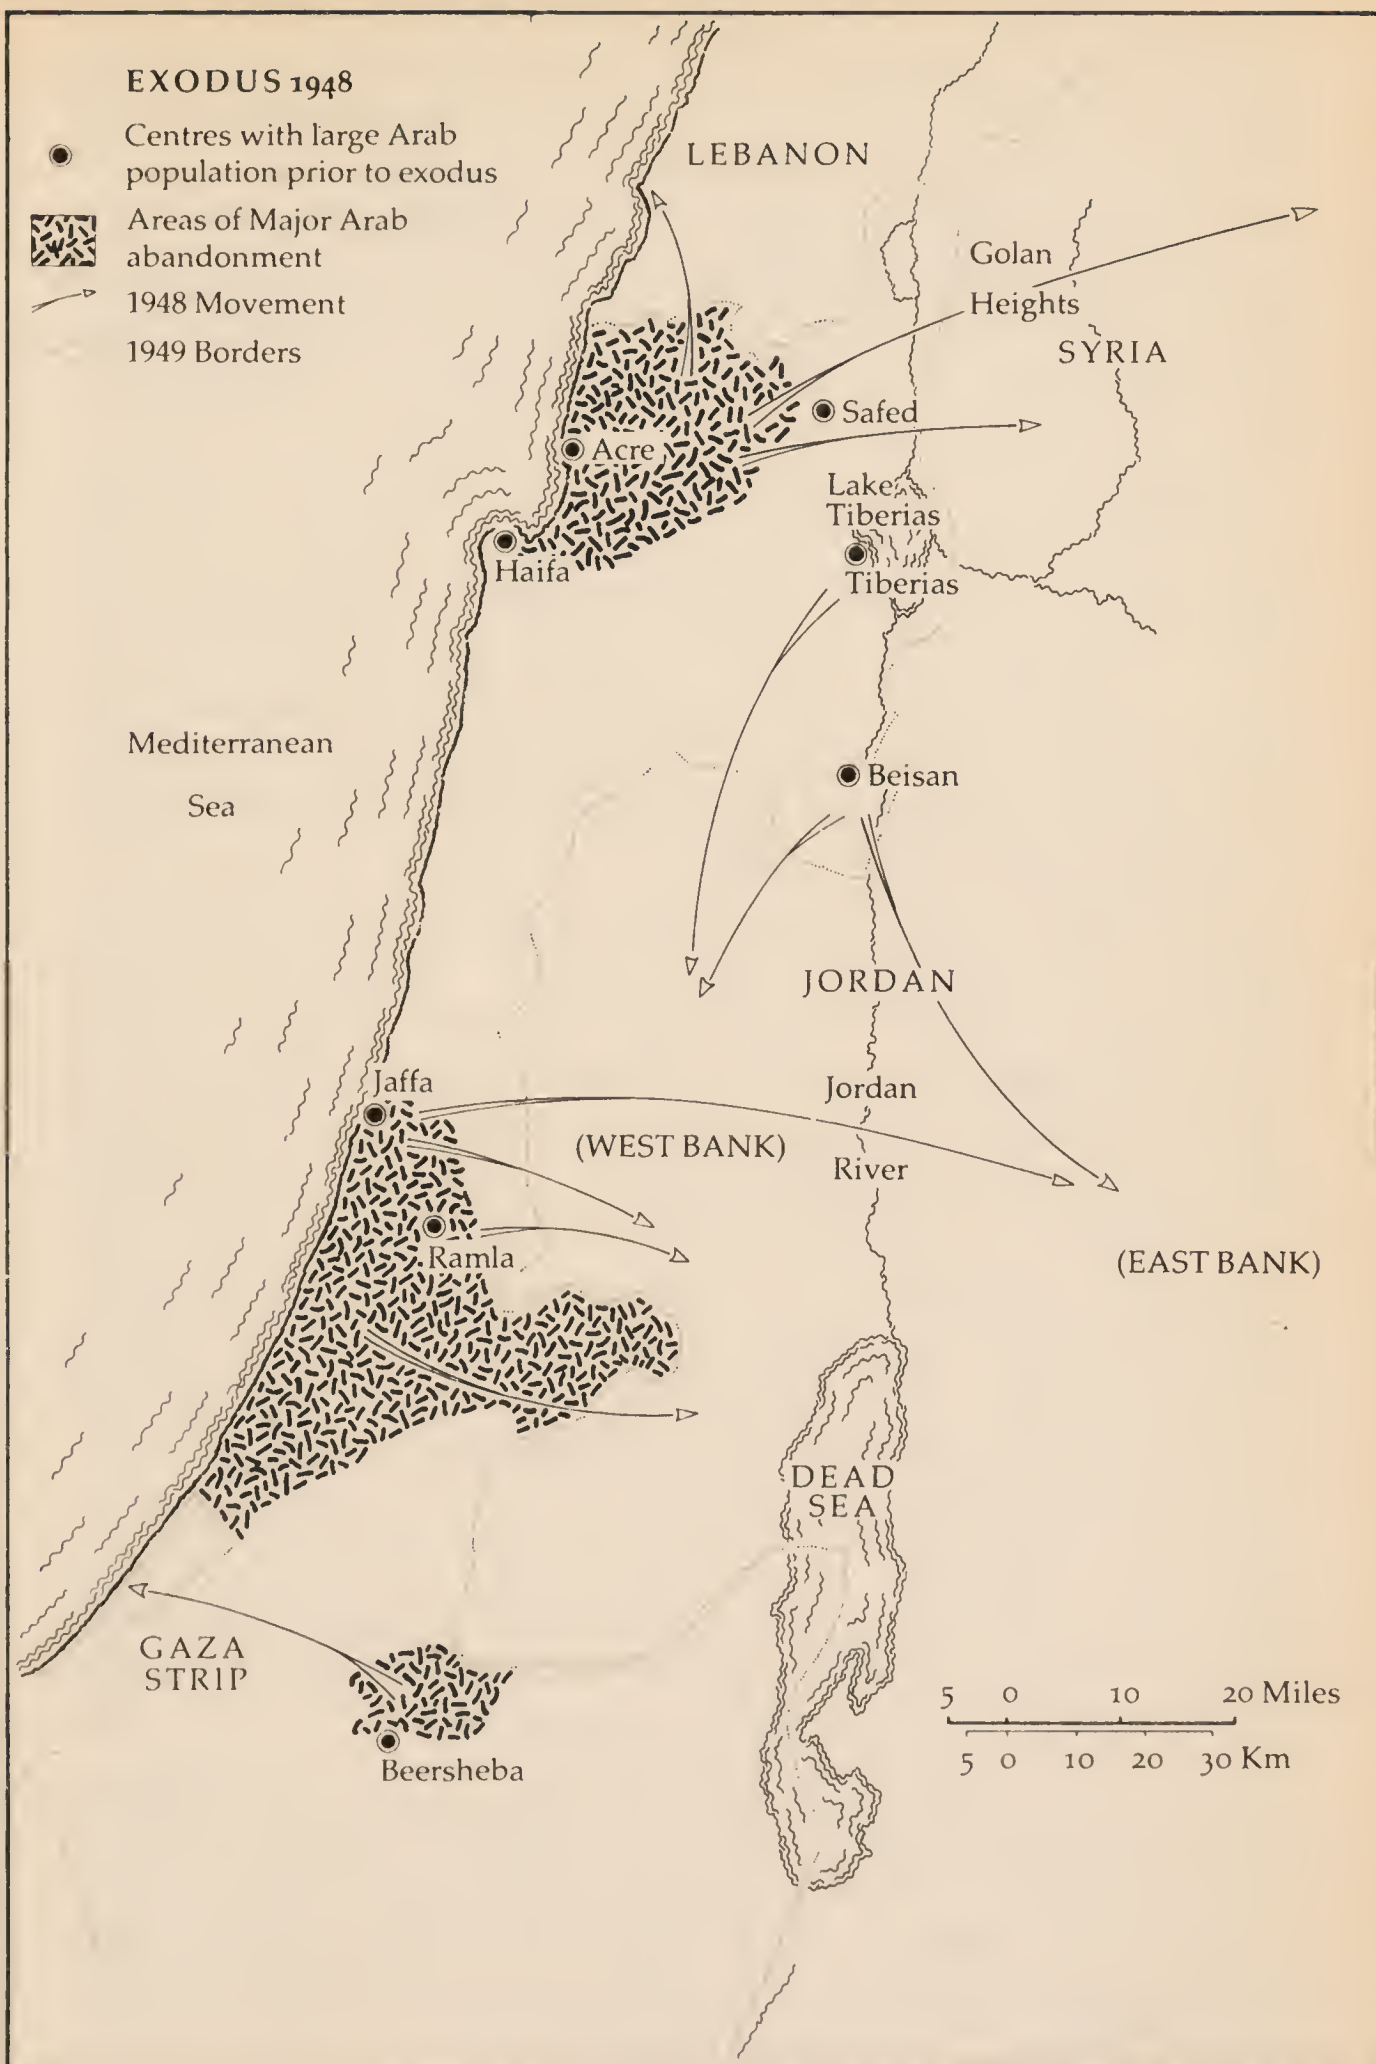 EXODUS 1948
Centres with large Arab
population prior to exodus
Areas of Major Arab
abandonment
1948 Movement
1949 Borders
LEBANON
Golan
Heights
SYRIA
Safed
Acre
Lake
Tiberias
Haifa
Tiberias
Mediterranean
Sea
Beisan
JORDAN
Jaffa
Jordan
(WEST BANK)
River
Ramla
(EAST BANK)
DEAD
SEA
GAZA
STRIP
5 0 10 20 Miles
5 0 10 20 30 Km
Beersheba